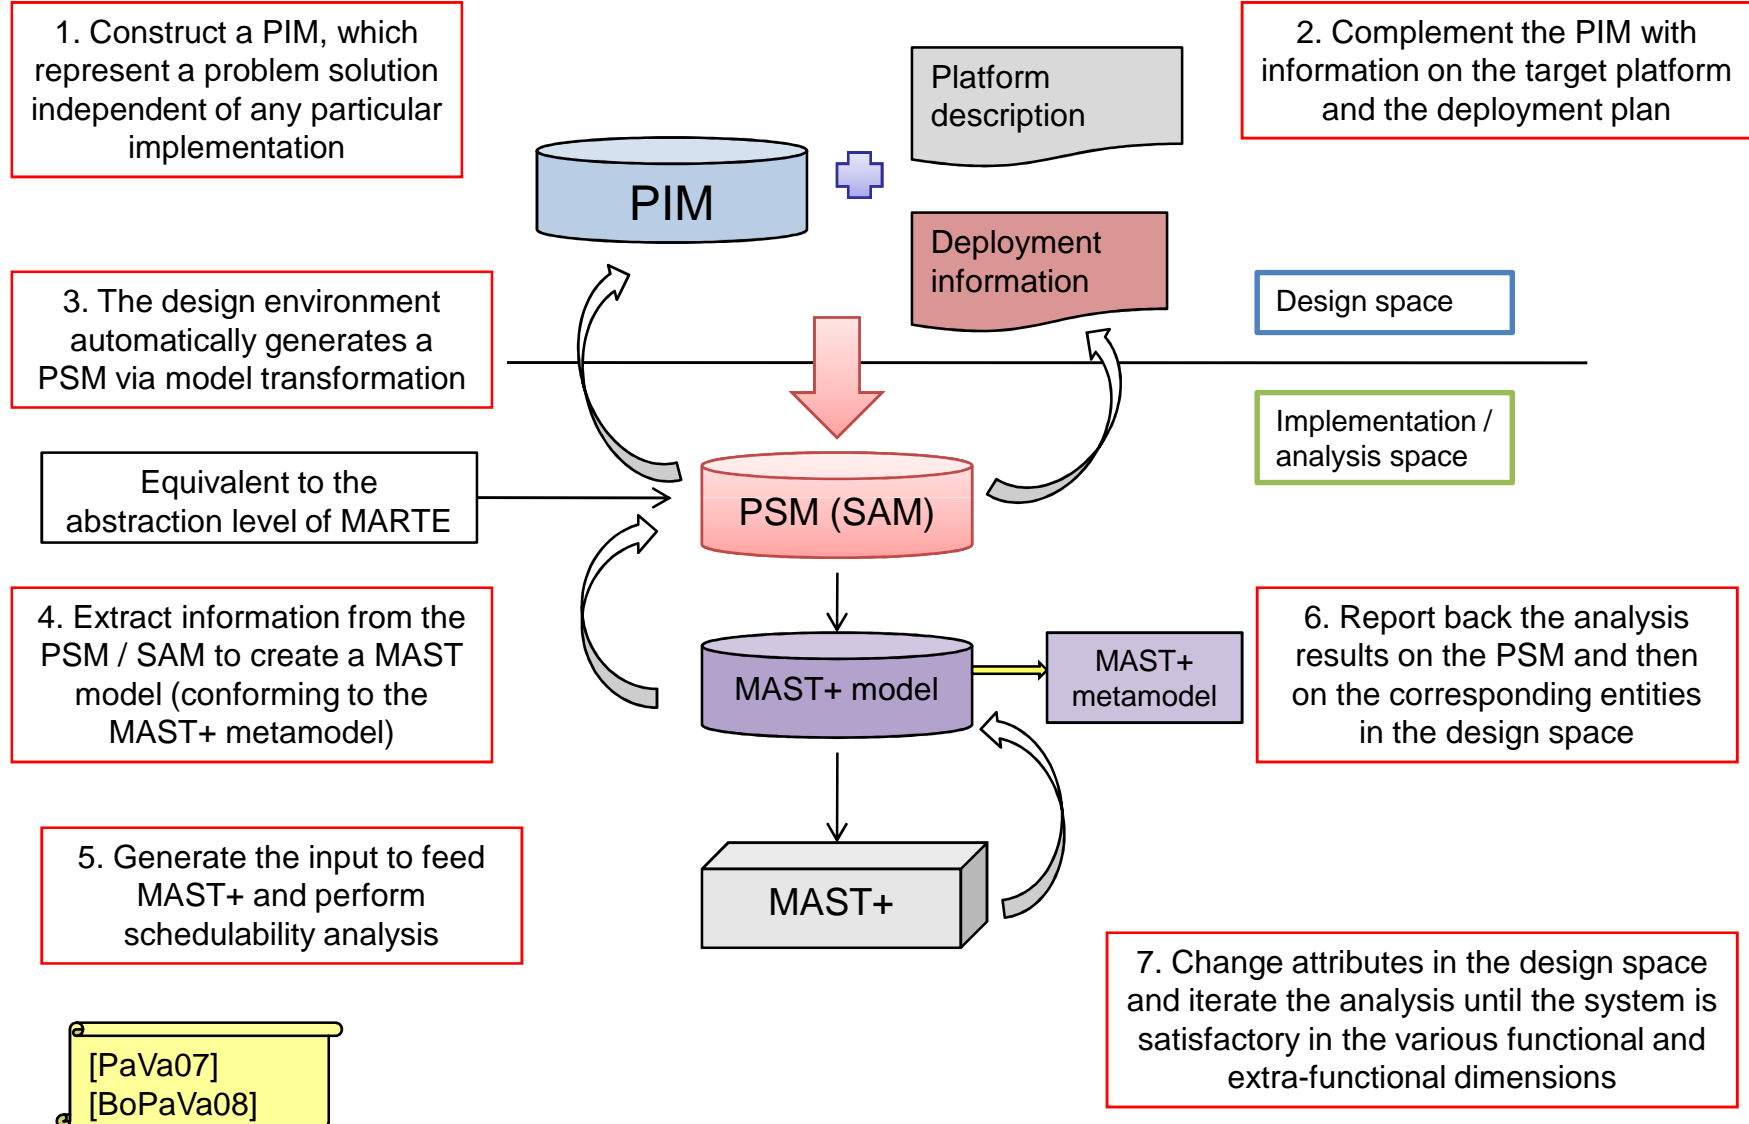 1. Construct a PIM, which
represent a problem solution
independent of any particular
implementation
Platform
description
2. Complement the PIM with
information on the target platform
and the deployment plan
PIM
Deployment
information
3. The design environment
automatically generates a
PSM via model transformation
Design space
Implementation /
analysis space
Equivalent to the
abstraction level of MARTE
PSM (SAM)
4. Extract information from the
PSM / SAM to create a MAST
model (conforming to the
MAST+ metamodel)
MAST+ model
MAST+
metamodel
6. Report back the analysis
results on the PSM and then
on the corresponding entities
in the design space
5. Generate the input to feed
MAST+ and perform
schedulability analysis
MAST+
7. Change attributes in the design space
and iterate the analysis until the system is
satisfactory in the various functional and
extra-functional dimensions
[PaVa07]
[BoPaVa08]